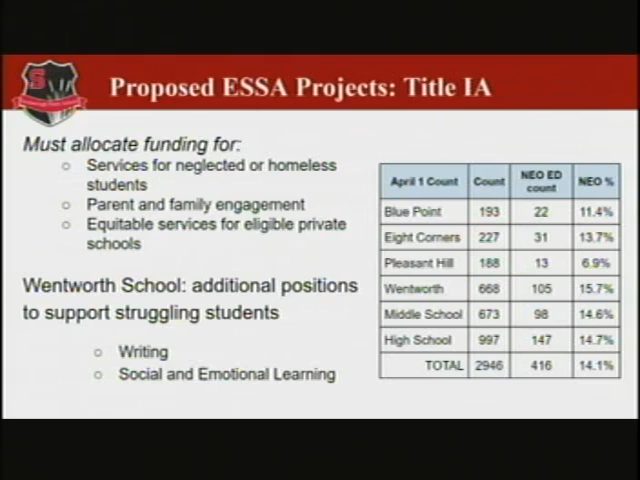 Proposed ESSA Projects: Title IA
S
Must allocate funding for:
○ Services for neglected or homeless
students
○ Parent and family engagement
○ Equitable services for eligible private
schools
Wentworth School: additional positions
to support struggling students
○ Writing
○ Social and Emotional Learning
April 1 Count Count NEO ED count NEO %
Blue Point 193 22 11.4%
Eight Corners 227 31 13.7%
Pleasant Hill 188 13 6.9%
Wentworth 668 105 15.7%
Middle School 673 98 14.6%
High School 997 147 14.7%
TOTAL 2946 416 14.1%